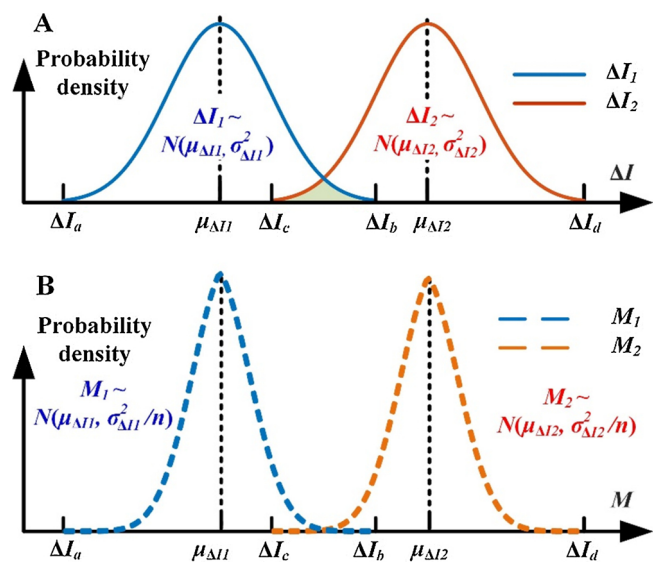 A
Probability
density
ΔI₁
ΔI₂
ΔI₁ ~
N(μΔI1, σ²ΔI1)
ΔI₂ ~
N(μΔI2, σ²ΔI2)
ΔI
ΔIa
μΔI1
ΔIc
ΔIb
μΔI2
ΔId
B
Probability
density
M₁
M₂
M₁ ~
N(μΔI1, σ²ΔI1/n)
M₂ ~
N(μΔI2, σ²ΔI2/n)
M
ΔIa
μΔI1
ΔIc
ΔIb
μΔI2
ΔId